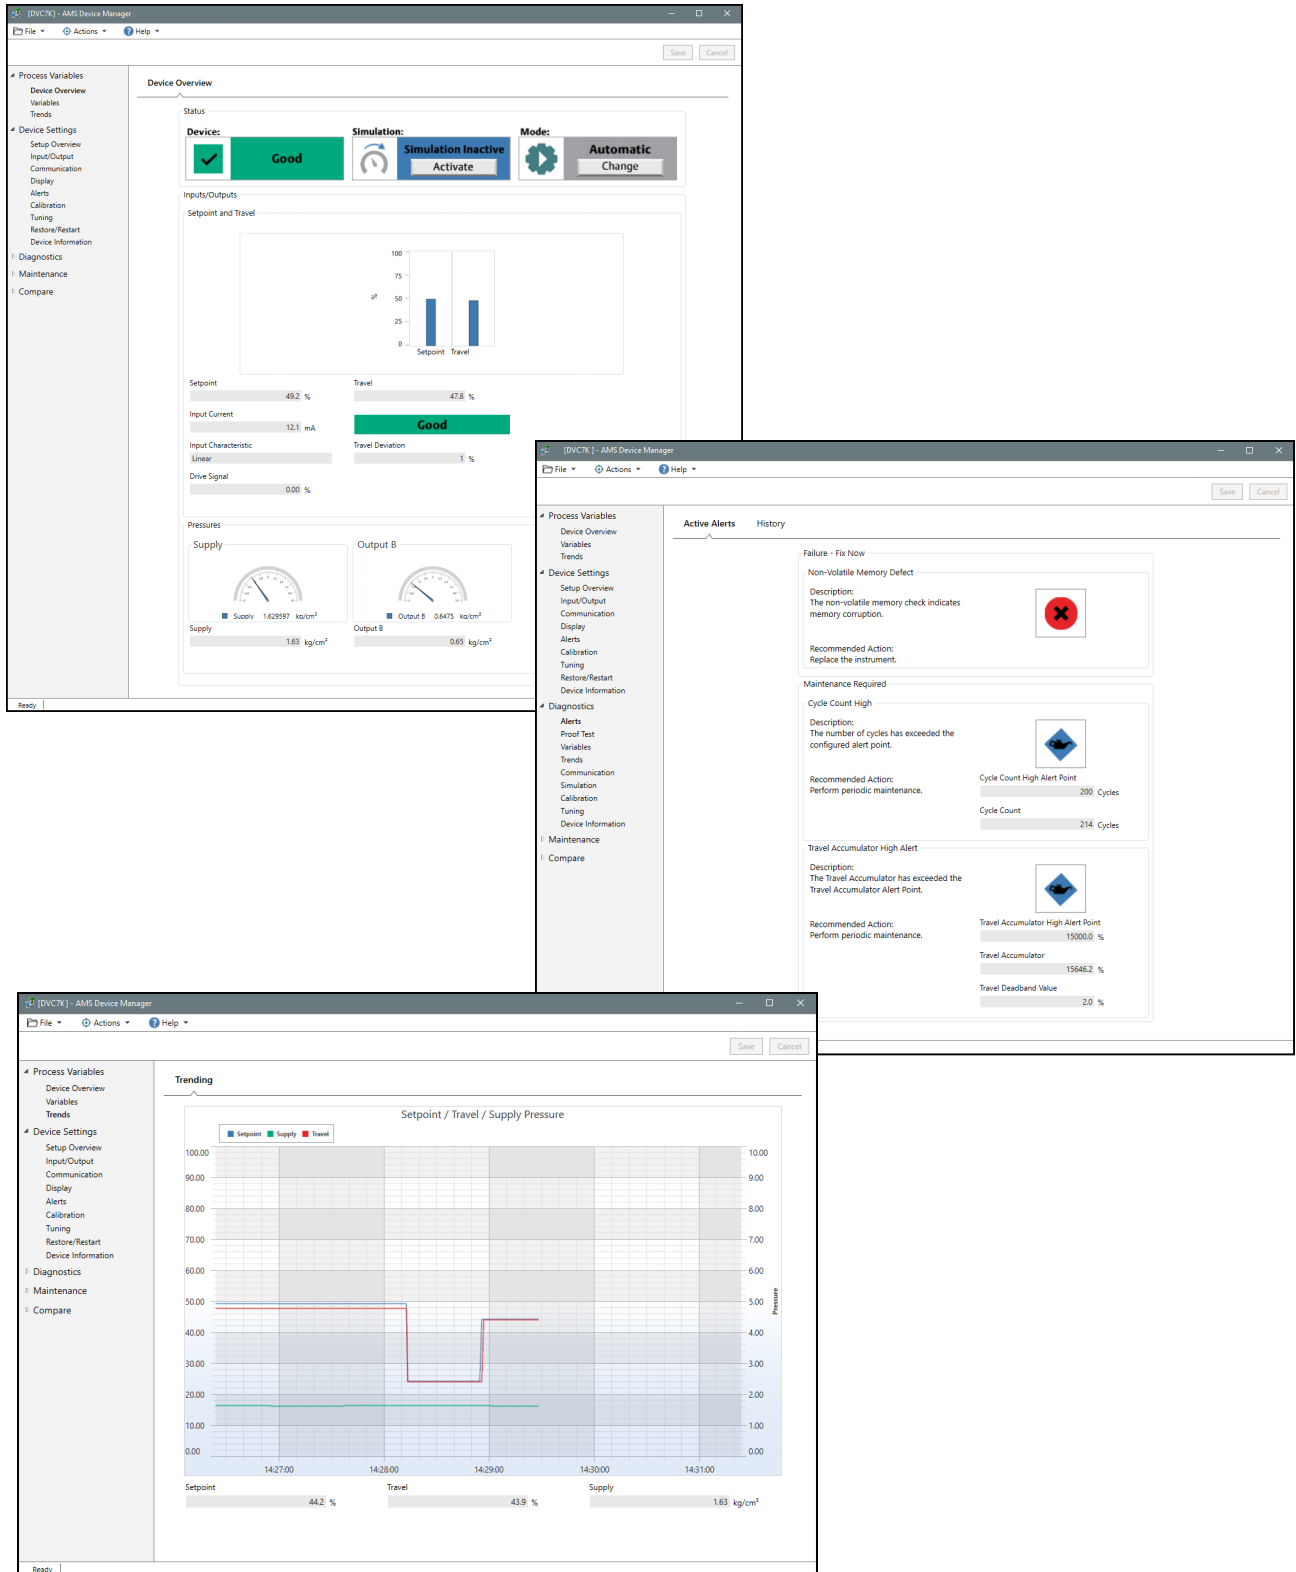 [DVC7K] - AMS Device Manager
File Actions Help
Save Cancel
Process Variables
Device Overview
Variables
Trends
Device Settings
Setup Overview
Input/Output
Communication
Display
Alerts
Calibration
Tuning
Restore/Restart
Device Information
Diagnostics
Maintenance
Compare
Device Overview
Status
Device: Simulation: Mode:
Good
Simulation Inactive
Activate
Automatic
Change
Inputs/Outputs
Setpoint and Travel
100
75
50
25
0
%
Setpoint Travel
Setpoint
49.2 %
Travel
47.8 %
Input Current
12.1 mA
Good
Input Characteristic
Linear
Travel Deviation
1 %
Drive Signal
0.00 %
Pressures
Supply
Supply 1.629597 kg/cm²
Supply
1.63 kg/cm²
Output B
Output B 0.6475 kg/cm²
Output B
0.65 kg/cm²
Ready
[DVC7K ] - AMS Device Manager
File Actions Help
Save Cancel
Process Variables
Device Overview
Variables
Trends
Device Settings
Setup Overview
Input/Output
Communication
Display
Alerts
Calibration
Tuning
Restore/Restart
Device Information
Diagnostics
Alerts
Proof Test
Variables
Trends
Communication
Simulation
Calibration
Tuning
Device Information
Maintenance
Compare
Active Alerts History
Failure - Fix Now
Non-Volatile Memory Defect
Description:
The non-volatile memory check indicates
memory corruption.
Recommended Action:
Replace the instrument.
Maintenance Required
Cycle Count High
Description:
The number of cycles has exceeded the
configured alert point.
Recommended Action:
Perform periodic maintenance.
Cycle Count High Alert Point
200 Cycles
Cycle Count
214 Cycles
Travel Accumulator High Alert
Description:
The Travel Accumulator has exceeded the
Travel Accumulator Alert Point.
Recommended Action:
Perform periodic maintenance.
Travel Accumulator High Alert Point
15000.0 %
Travel Accumulator
15646.2 %
Travel Deadband Value
2.0 %
[DVC7K ] - AMS Device Manager
File Actions Help
Save Cancel
Process Variables
Device Overview
Variables
Trends
Device Settings
Setup Overview
Input/Output
Communication
Display
Alerts
Calibration
Tuning
Restore/Restart
Device Information
Diagnostics
Maintenance
Compare
Trending
Setpoint / Travel / Supply Pressure
Setpoint Supply Travel
100.00 10.00
90.00 9.00
80.00 8.00
70.00 7.00
60.00 6.00
50.00 5.00
40.00 4.00
30.00 3.00
20.00 2.00
10.00 1.00
0.00 0.00
Pressure
14:27:00 14:28:00 14:29:00 14:30:00 14:31:00
Setpoint Travel Supply
44.2 % 43.9 % 1.63 kg/cm²
Ready